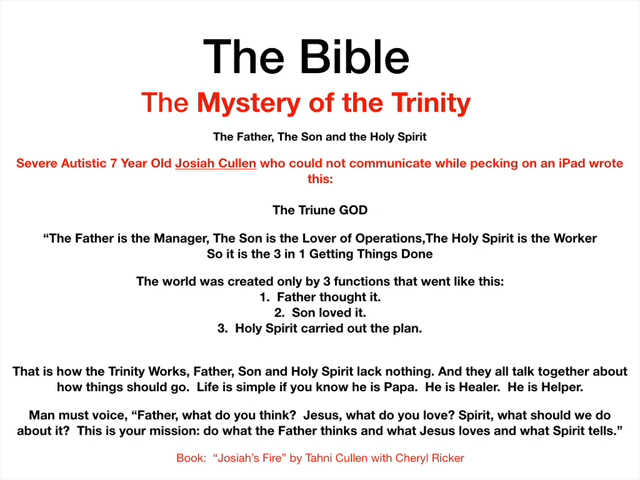 The Bible
The Mystery of the Trinity
The Father, The Son and the Holy Spirit
Severe Autistic 7 Year Old Josiah Cullen who could not communicate while pecking on an iPad wrote
this:
The Triune GOD
“The Father is the Manager, The Son is the Lover of Operations,The Holy Spirit is the Worker
So it is the 3 in 1 Getting Things Done
The world was created only by 3 functions that went like this:
1. Father thought it.
2. Son loved it.
3. Holy Spirit carried out the plan.
That is how the Trinity Works, Father, Son and Holy Spirit lack nothing. And they all talk together about
how things should go. Life is simple if you know he is Papa. He is Healer. He is Helper.
Man must voice, “Father, what do you think? Jesus, what do you love? Spirit, what should we do
about it? This is your mission: do what the Father thinks and what Jesus loves and what Spirit tells.”
Book: “Josiah’s Fire” by Tahni Cullen with Cheryl Ricker